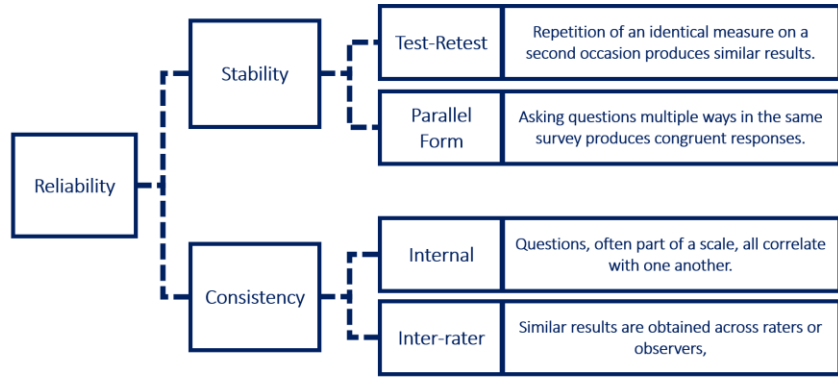 Reliability
Stability
Test-Retest
Repetition of an identical measure on a
second occasion produces similar results.
Parallel
Form
Asking questions multiple ways in the same
survey produces congruent responses.
Consistency
Internal
Questions, often part of a scale, all correlate
with one another.
Inter-rater
Similar results are obtained across raters or
observers,